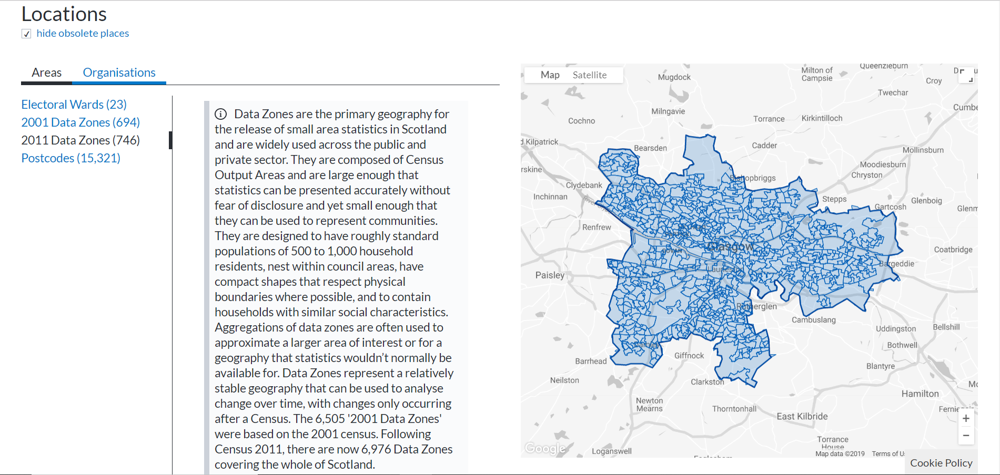 Locations
hide obsolete places
Areas
Organisations
Electoral Wards (23)
2001 Data Zones (694)
2011 Data Zones (746)
Postcodes (15,321)
Data Zones are the primary geography for
the release of small area statistics in Scotland
and are widely used across the public and
private sector. They are composed of Census
Output Areas and are large enough that
statistics can be presented accurately without
fear of disclosure and yet small enough that
they can be used to represent communities.
They are designed to have roughly standard
populations of 500 to 1,000 household
residents, nest within council areas, have
compact shapes that respect physical
boundaries where possible, and to contain
households with similar social characteristics.
Aggregations of data zones are often used to
approximate a larger area of interest or for a
geography that statistics wouldn’t normally be
available for. Data Zones represent a relatively
stable geography that can be used to analyse
change over time, with changes only occurring
after a Census. The 6,505 '2001 Data Zones'
were based on the 2001 census. Following
Census 2011, there are now 6,976 Data Zones
covering the whole of Scotland.
Map
Satellite
Queenzieburn
Milton of
Campsie
Mugdock
Croy
Twechar
Milngavie
Cumbe
Torrance
Kirkintilloch
Cochno
d Kilpatrick
Bearsden
Cadder
Mollinsburn
rskine
Moodiesburn
Chryston
Bishopbriggs
Clydebank
Inchinnan
Stepps
Glenboig
Gartcosh
Glenm
Renfrew
Glasgow
Coatbridge
GOVAN
Bargeddie
Paisley
Rutherglen
Cambuslang
Uddingston
Bellshill
Bothwell
Giffnock
Barrhead
Blantyre
Neilston
Clarkston
Hamilton
Newton
Mearns
Thorntonhall
East Kilbride
Torrance
House
Loganswell
Google
Map data ©2019
Terms of U
Cookie Policy